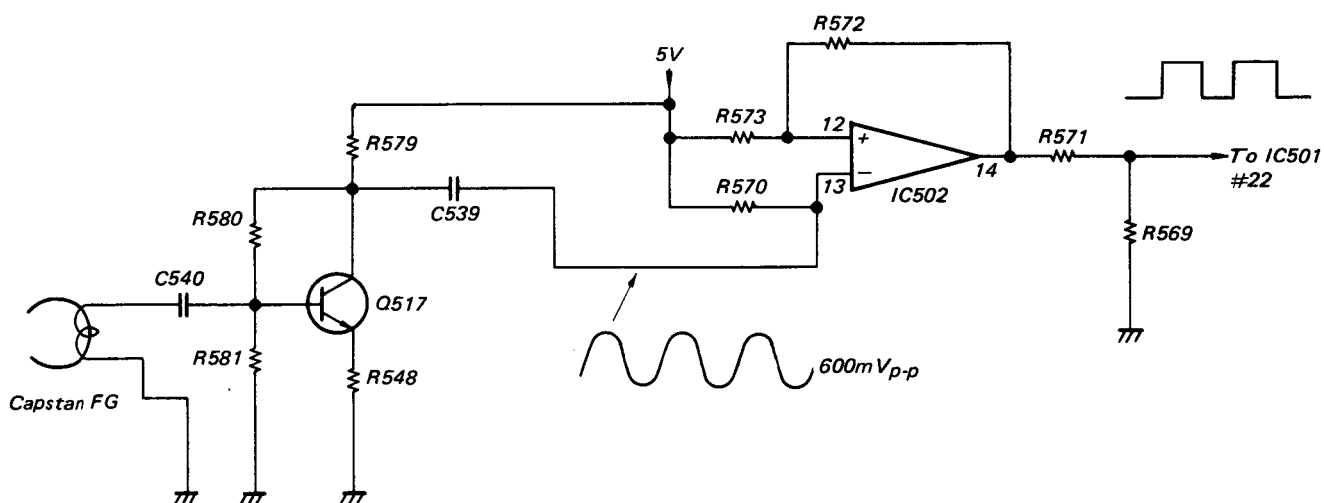 R572
5V
R573
12
+
R579
R571
To IC501
#22
14
R570
13
−
IC502
C539
R580
R569
C540
Q517
R581
R548
600mVp-p
Capstan FG